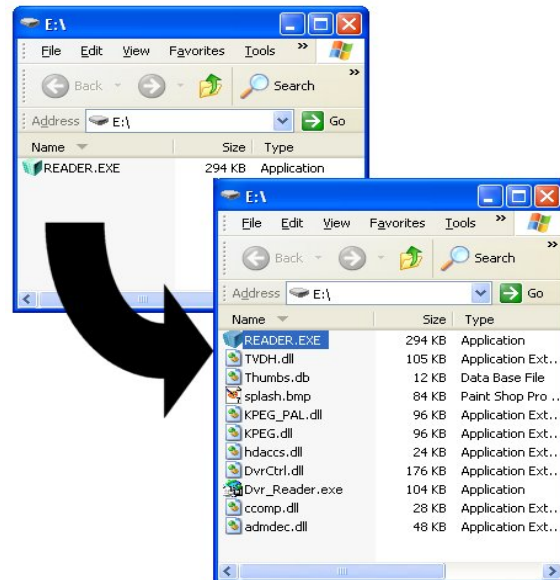 E:\
File Edit View Favorites Tools »
Back Search »
Address E:\ Go
Name Size Type
READER.EXE 294 KB Application
E:\
File Edit View Favorites Tools »
Back Search »
Address E:\ Go
Name Size Type
READER.EXE 294 KB Application
TVDH.dll 105 KB Application Ext...
Thumbs.db 12 KB Data Base File
splash.bmp 84 KB Paint Shop Pro ...
KPEG_PAL.dll 96 KB Application Ext...
KPEG.dll 96 KB Application Ext...
hdaccs.dll 24 KB Application Ext...
DvrCtrl.dll 176 KB Application Ext...
Dvr_Reader.exe 104 KB Application
ccomp.dll 28 KB Application Ext...
admdec.dll 48 KB Application Ext...